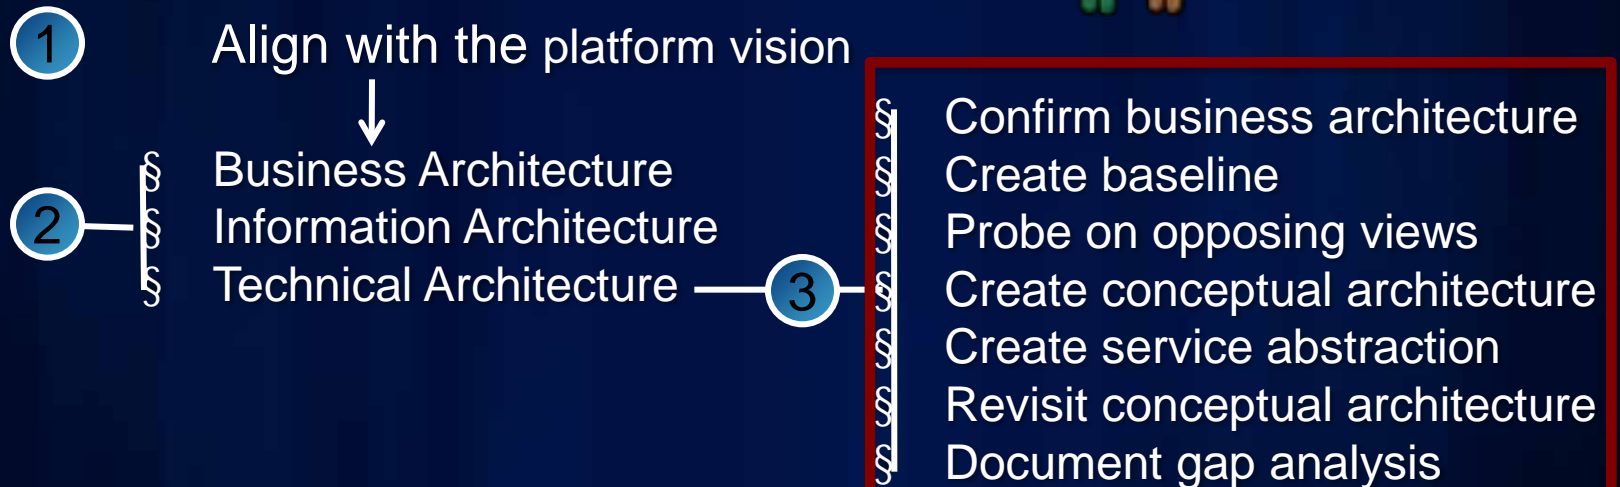 1 Align with the platform vision
§ Business Architecture
2 § Information Architecture
§ Technical Architecture
3
§ Confirm business architecture
§ Create baseline
§ Probe on opposing views
§ Create conceptual architecture
§ Create service abstraction
§ Revisit conceptual architecture
§ Document gap analysis